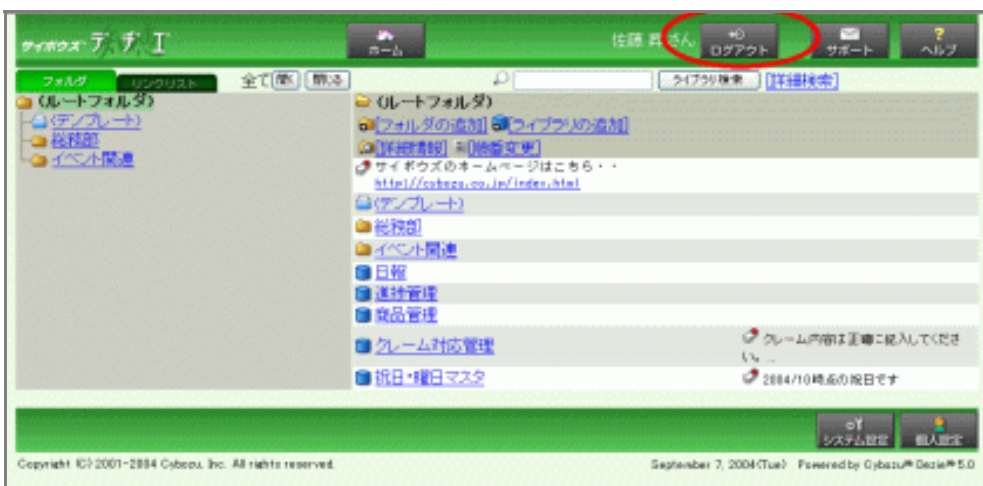 サイボウズ デヂエ
ホーム
佐藤 昇 さん
ログアウト
サポート
ヘルプ
フォルダ
リンクリスト
全て 開く 閉じる
ライブラリ検索 [詳細検索]
(ルートフォルダ)
(テンプレート)
総務部
イベント関連
(ルートフォルダ)
[フォルダの追加] [ライブラリの追加]
[詳細情報] [順番変更]
サイボウズのホームページはこちら・・
http://cybozu.co.jp/index.html
(テンプレート)
総務部
イベント関連
日報
進捗管理
商品管理
クレーム対応管理
クレーム内容は正確に記入してくださ
い。...
祝日・曜日マスタ
2004/10時点の祝日です
システム設定
個人設定
Copyright (C) 2001-2004 Cybozu, Inc. All rights reserved.
September 7, 2004(Tue) Powered by Cybozu(R) Dezie(R) 5.0